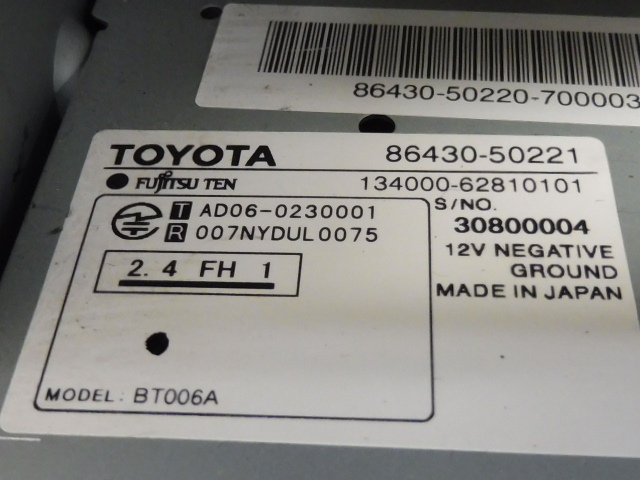 86430-50220-700003
TOYOTA 86430-50221
FUJITSU TEN 134000-62810101
T AD06-0230001
R 007NYDUL0075
S/NO.
30800004
2.4 FH 1
12V NEGATIVE
GROUND
MADE IN JAPAN
MODEL: BT006A